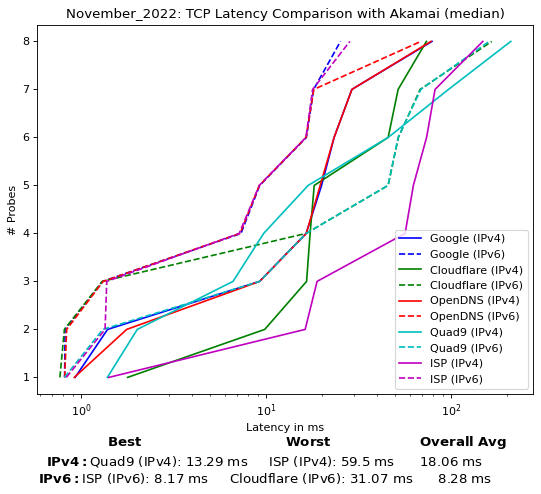 November_2022: TCP Latency Comparison with Akamai (median)
8
7
6
5
4
3
2
1
# Probes
Google (IPv4)
Google (IPv6)
Cloudflare (IPv4)
Cloudflare (IPv6)
OpenDNS (IPv4)
OpenDNS (IPv6)
Quad9 (IPv4)
Quad9 (IPv6)
ISP (IPv4)
ISP (IPv6)
10⁰ 10¹ 10²
Latency in ms
Best Worst Overall Avg
IPv4: Quad9 (IPv4): 13.29 ms ISP (IPv4): 59.5 ms 18.06 ms
IPv6: ISP (IPv6): 8.17 ms Cloudflare (IPv6): 31.07 ms 8.28 ms